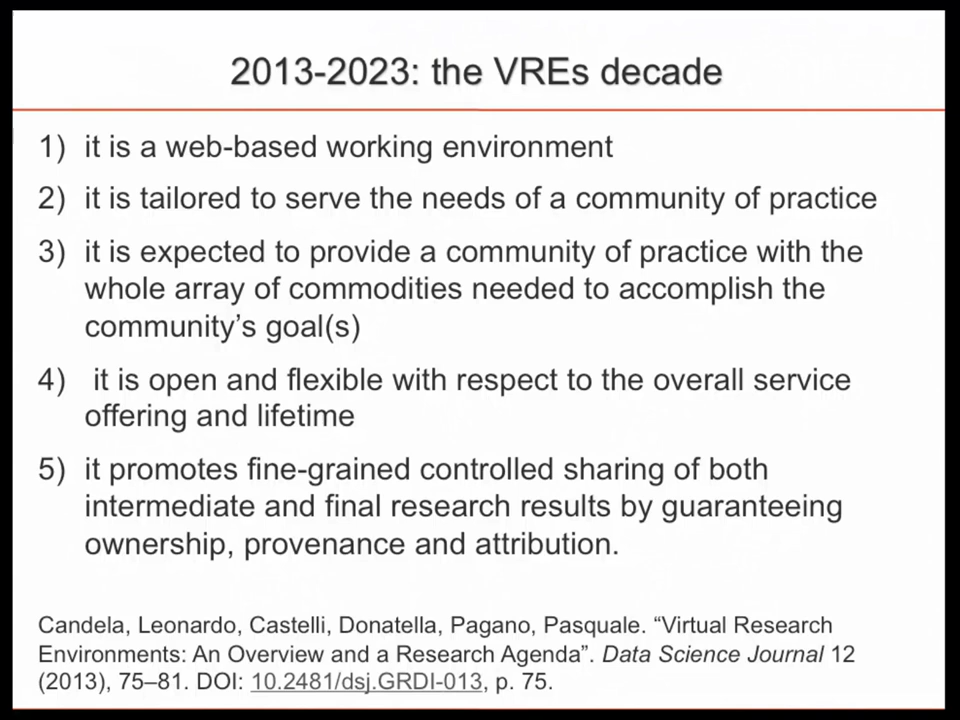 2013-2023: the VREs decade
1) it is a web-based working environment
2) it is tailored to serve the needs of a community of practice
3) it is expected to provide a community of practice with the
whole array of commodities needed to accomplish the
community’s goal(s)
4) it is open and flexible with respect to the overall service
offering and lifetime
5) it promotes fine-grained controlled sharing of both
intermediate and final research results by guaranteeing
ownership, provenance and attribution.
Candela, Leonardo, Castelli, Donatella, Pagano, Pasquale. “Virtual Research
Environments: An Overview and a Research Agenda”. Data Science Journal 12
(2013), 75–81. DOI: 10.2481/dsj.GRDI-013, p. 75.